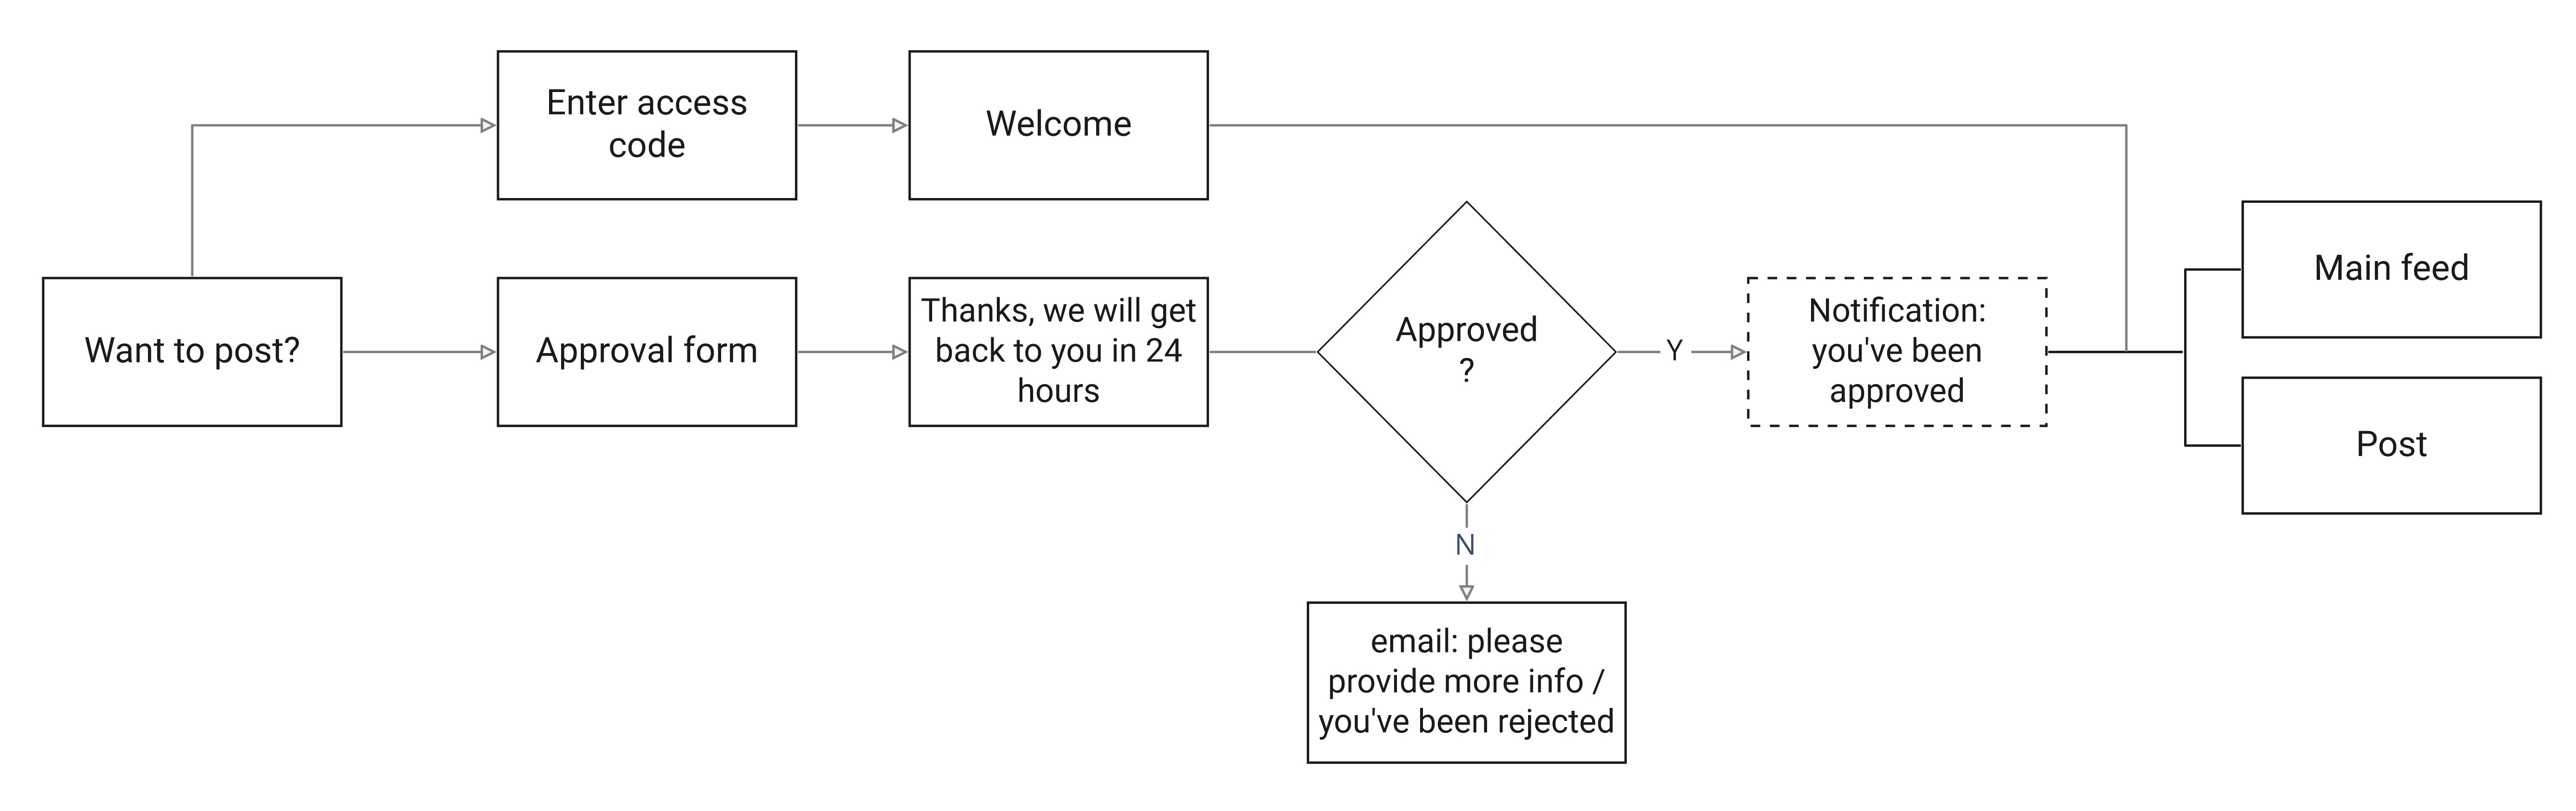 Enter access
code
Welcome
Want to post?
Approval form
Thanks, we will get
back to you in 24
hours
Approved
?
Y
Notification:
you've been
approved
Main feed
Post
N
email: please
provide more info /
you've been rejected